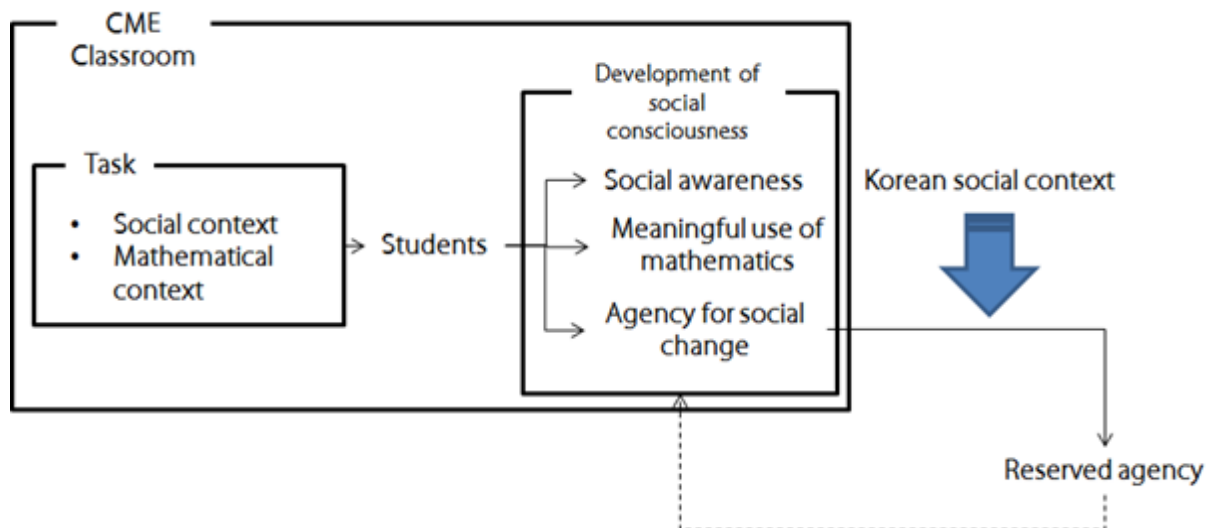 CME
Classroom
Development of
social
consciousness
Task
• Social context
• Mathematical
context
Students
Social awareness
Meaningful use of
mathematics
Agency for social
change
Korean social context
Reserved agency